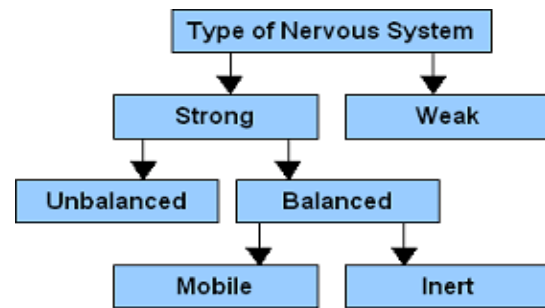 Type of Nervous System
Strong
Weak
Unbalanced
Balanced
Mobile
Inert